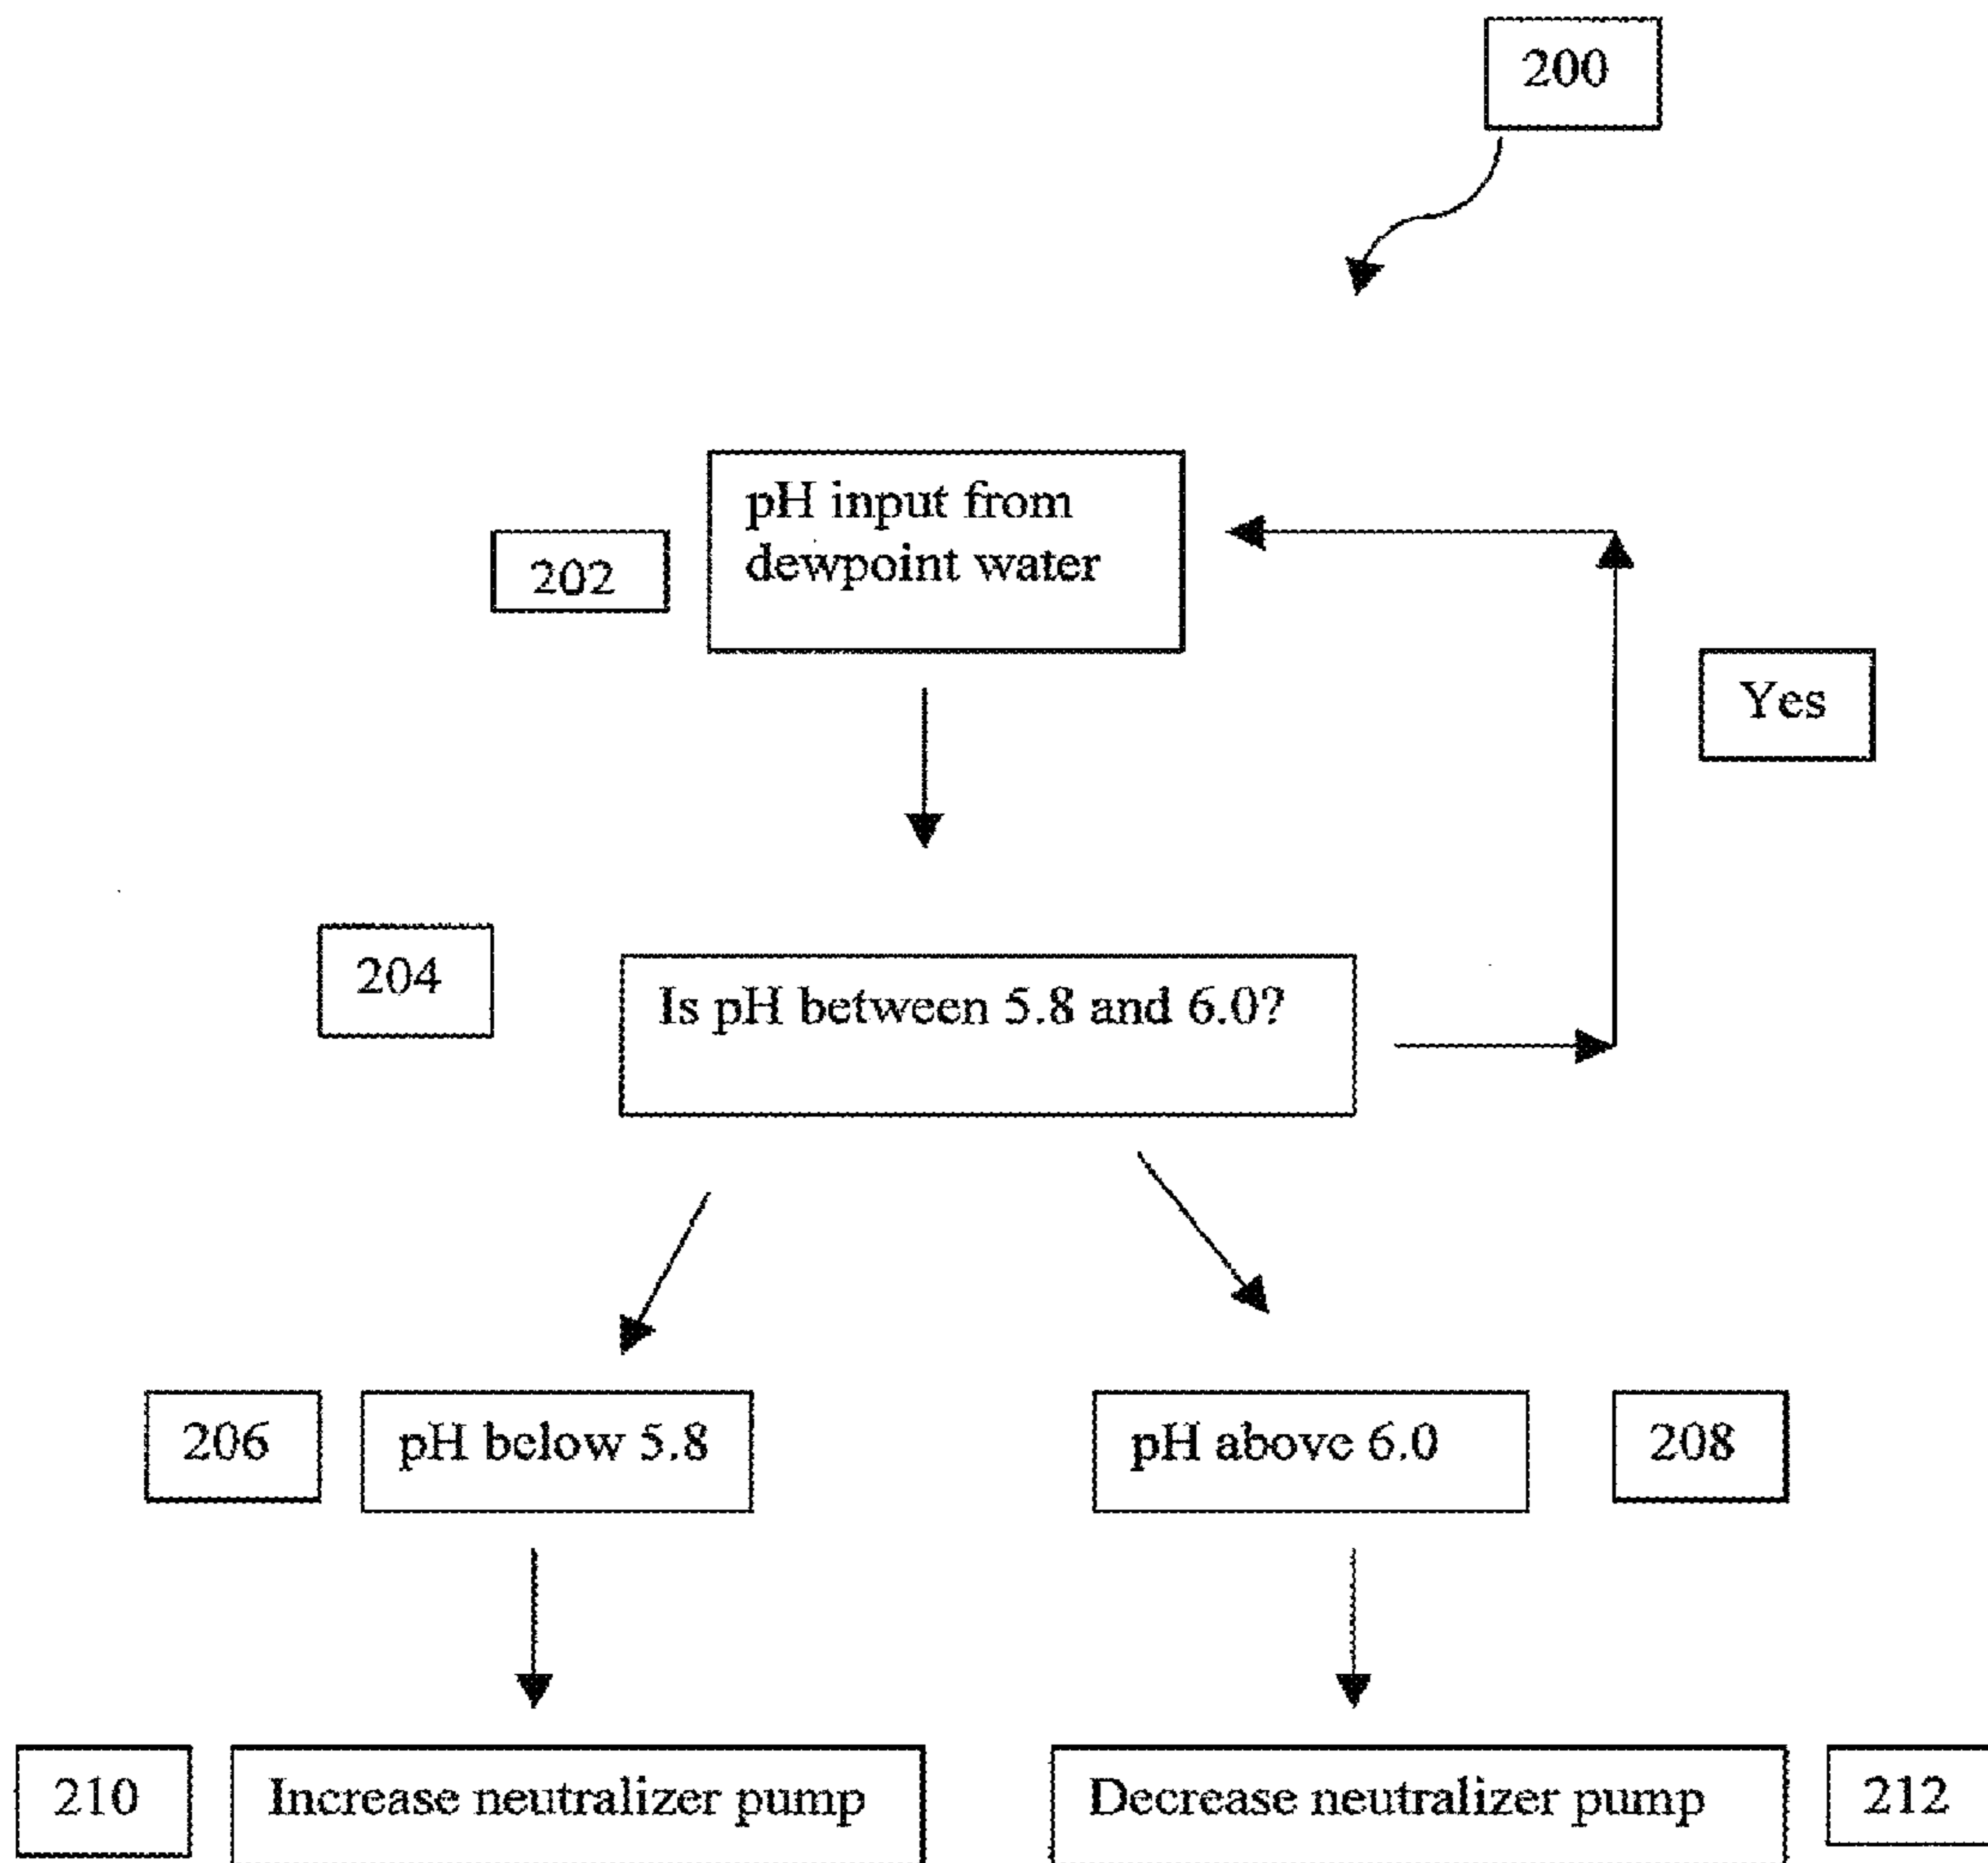 200
pH input from
dewpoint water
202
Yes
204
Is pH between 5.8 and 6.0?
206
pH below 5.8
pH above 6.0
208
210
Increase neutralizer pump
Decrease neutralizer pump
212